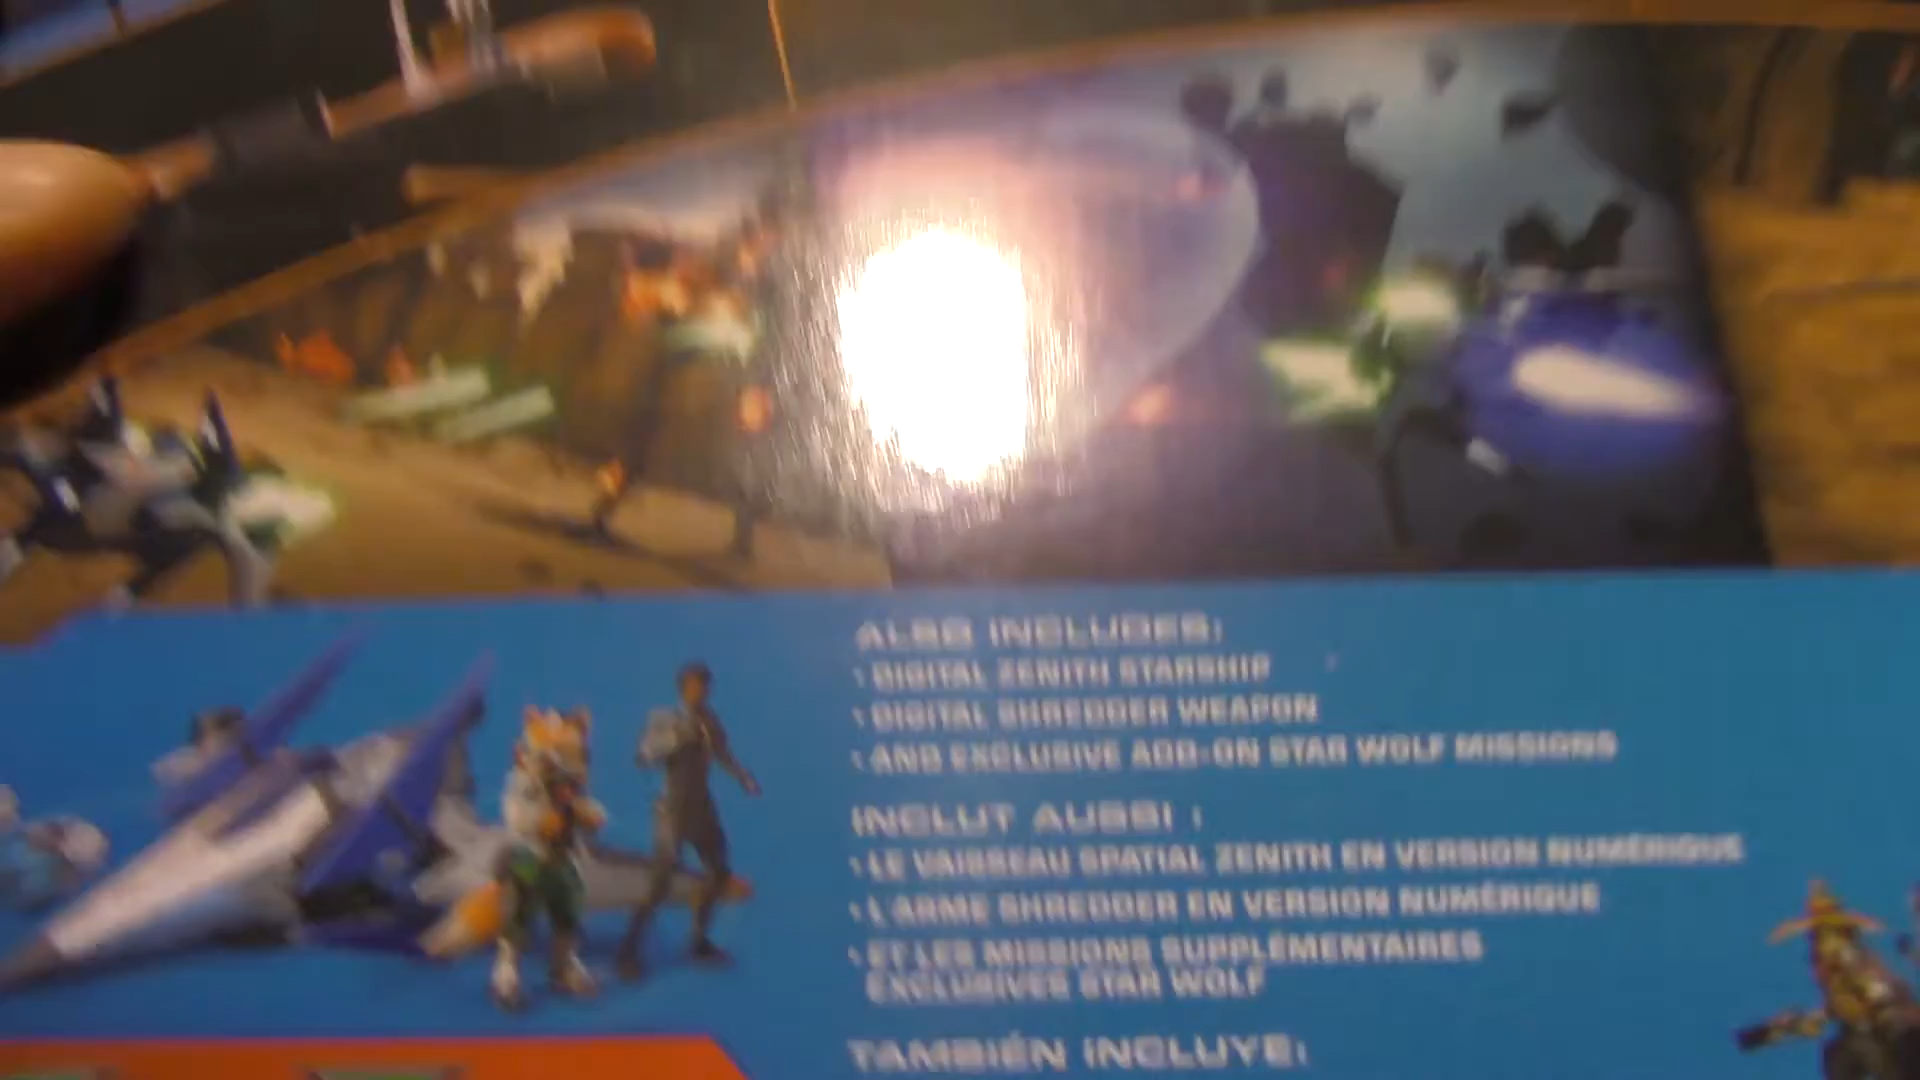 ALSO INCLUDES:
· DIGITAL ZENITH STARSHIP
· DIGITAL SHREDDER WEAPON
· AND EXCLUSIVE ADD-ON STAR WOLF MISSIONS
INCLUT AUSSI :
· LE VAISSEAU SPATIAL ZENITH EN VERSION NUMÉRIQUE
· L'ARME SHREDDER EN VERSION NUMÉRIQUE
· ET LES MISSIONS SUPPLÉMENTAIRES
EXCLUSIVES STAR WOLF
TAMBIÉN INCLUYE: